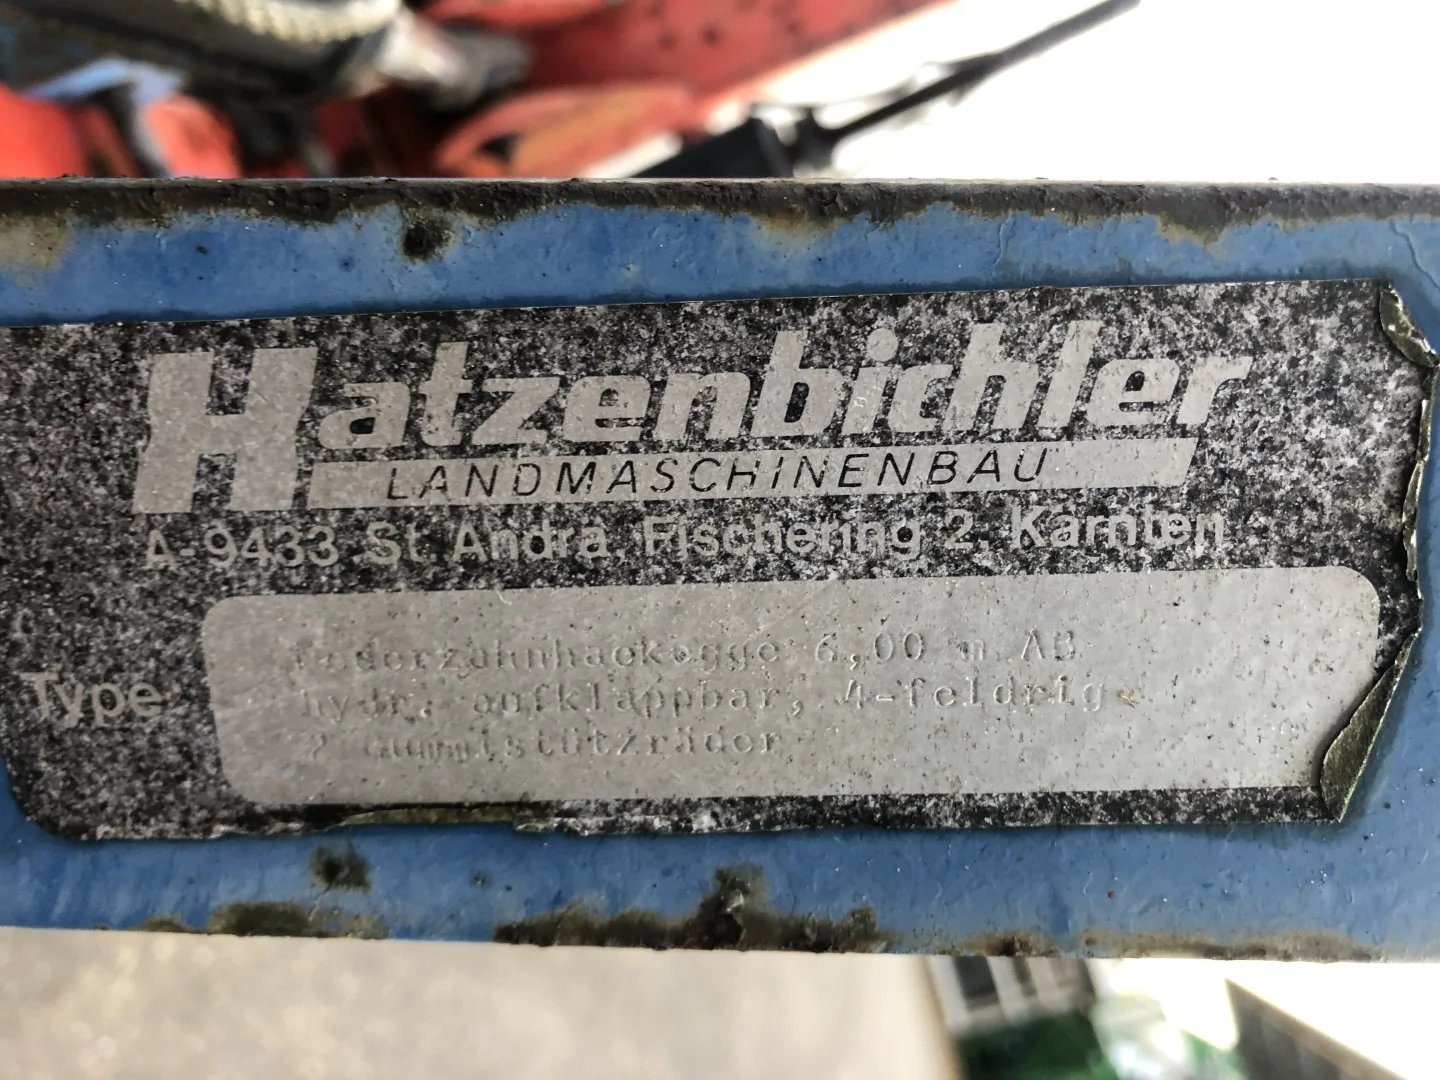 Hatzenbichler
LANDMASCHINENBAU
A-9433 St. Andrä, Fischering 2, Kärnten
Type:
Federzahnhackegge 6,00 m AB
hydr. aufklappbar, 4-feldrig
2 Gummistützräder